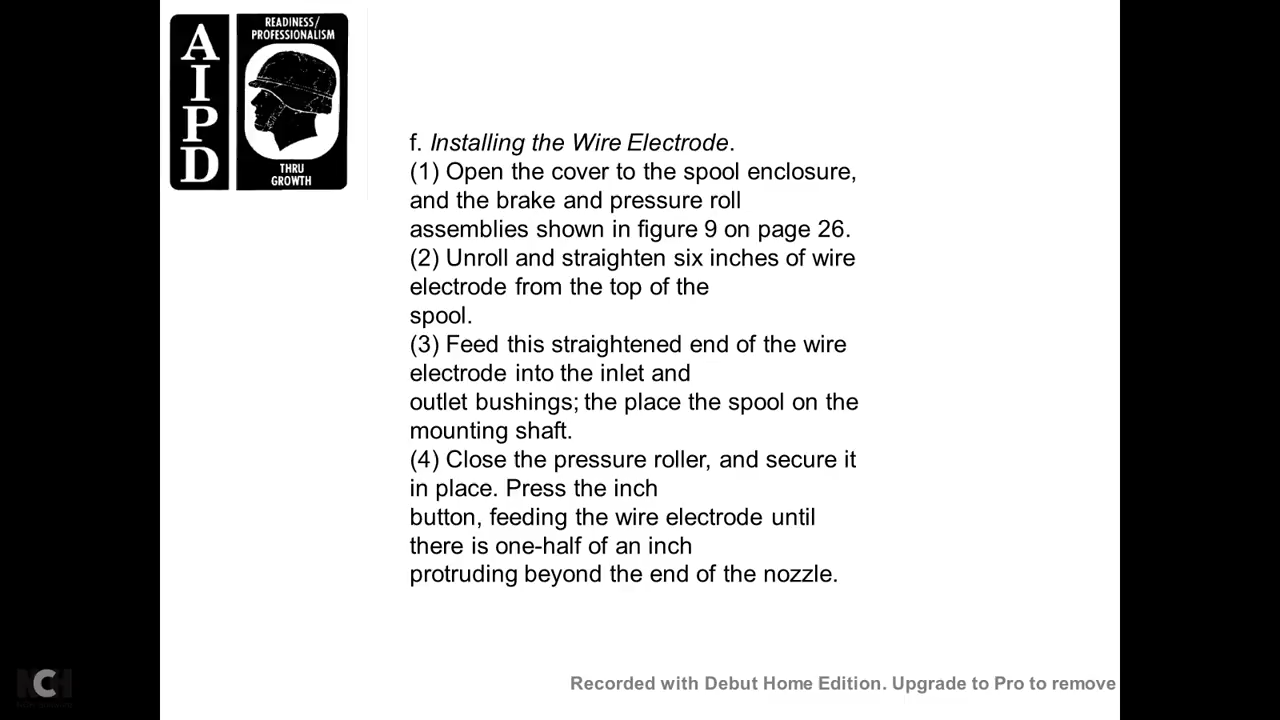 READINESS/
PROFESSIONALISM
AIPD
THRU
GROWTH
f. Installing the Wire Electrode.
(1) Open the cover to the spool enclosure,
and the brake and pressure roll
assemblies shown in figure 9 on page 26.
(2) Unroll and straighten six inches of wire
electrode from the top of the
spool.
(3) Feed this straightened end of the wire
electrode into the inlet and
outlet bushings; the place the spool on the
mounting shaft.
(4) Close the pressure roller, and secure it
in place. Press the inch
button, feeding the wire electrode until
there is one-half of an inch
protruding beyond the end of the nozzle.
NCH
Recorded with Debut Home Edition. Upgrade to Pro to remove